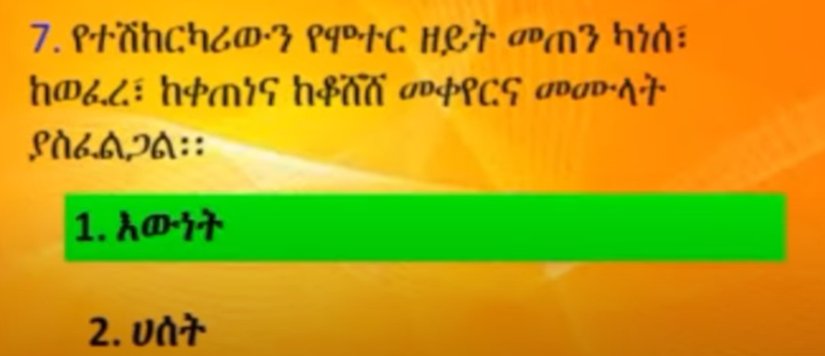 7. የተሽከርካሪውን የሞተር ዘይት መጠን ካነሰ፣
ከወፈረ፣ ከቀጠነና ከቆሸሸ መቀየርና መሙላት
ያስፈልጋል፡፡
1. እውነት
2. ሀሰት